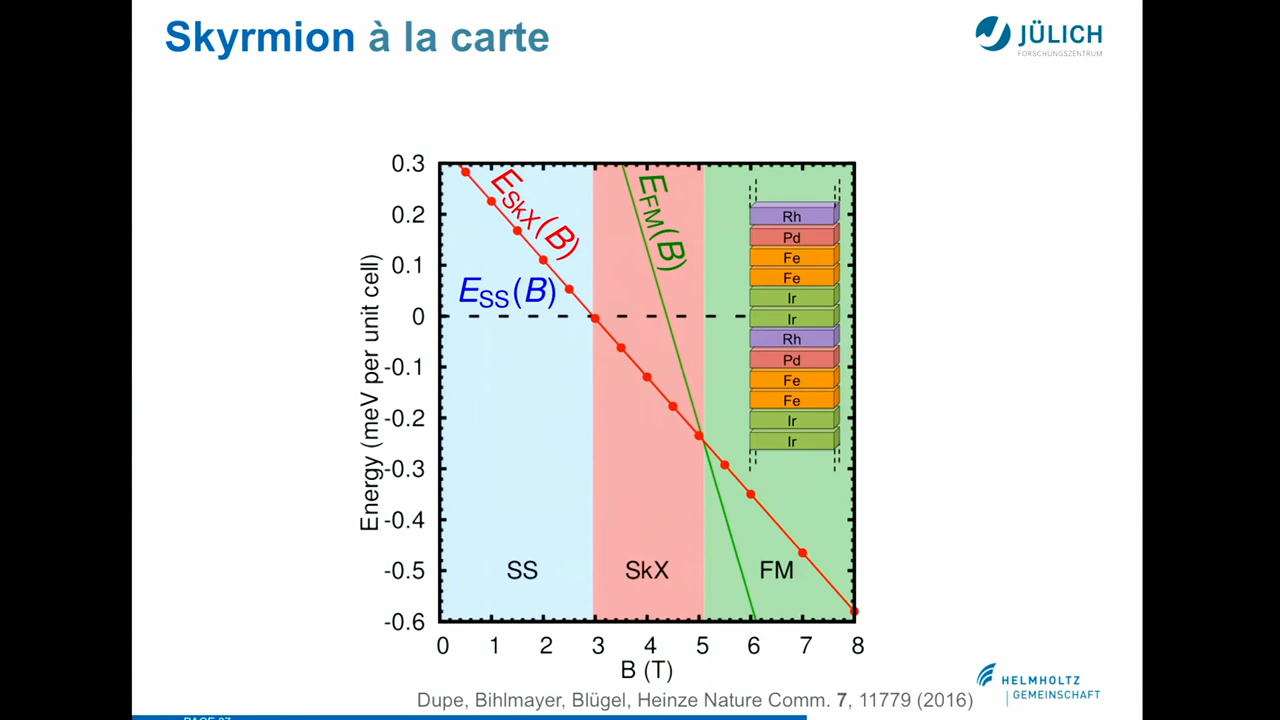 Skyrmion à la carte
JÜLICH
FORSCHUNGSZENTRUM
Energy (meV per unit cell)
0.3
0.2
0.1
0
-0.1
-0.2
-0.3
-0.4
-0.5
-0.6
E_SkX(B)
E_FM(B)
E_SS(B)
Rh
Pd
Fe
Fe
Ir
Ir
Rh
Pd
Fe
Fe
Ir
Ir
SS SkX FM
0 1 2 3 4 5 6 7 8
B (T)
Dupe, Bihlmayer, Blügel, Heinze Nature Comm. 7, 11779 (2016)
HELMHOLTZ
GEMEINSCHAFT